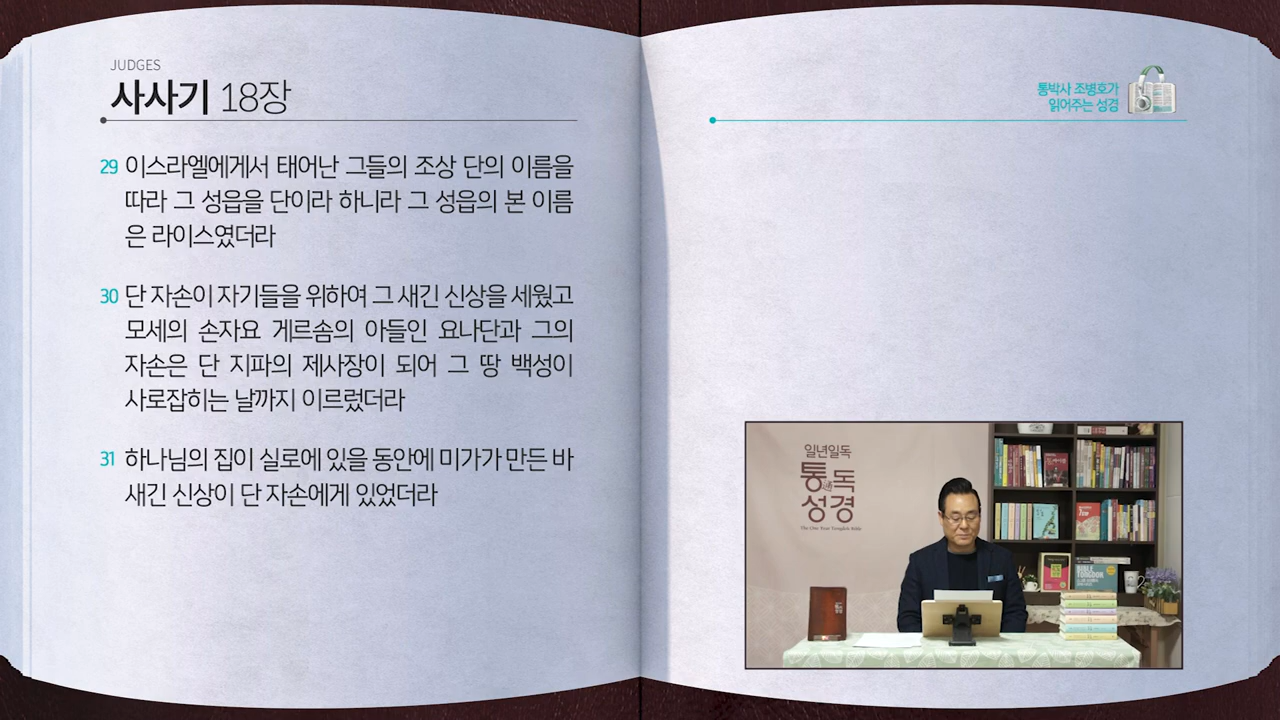 JUDGES
사사기 18장
통박사 조병호가
읽어주는 성경
29 이스라엘에게서 태어난 그들의 조상 단의 이름을
따라 그 성읍을 단이라 하니라 그 성읍의 본 이름
은 라이스였더라
30 단 자손이 자기들을 위하여 그 새긴 신상을 세웠고
모세의 손자요 게르솜의 아들인 요나단과 그의
자손은 단 지파의 제사장이 되어 그 땅 백성이
사로잡히는 날까지 이르렀더라
31 하나님의 집이 실로에 있을 동안에 미가가 만든 바
새긴 신상이 단 자손에게 있었더라
일년일독
통독
성경
The One Year Tongdok Bible
BIBLE
TONGDOK